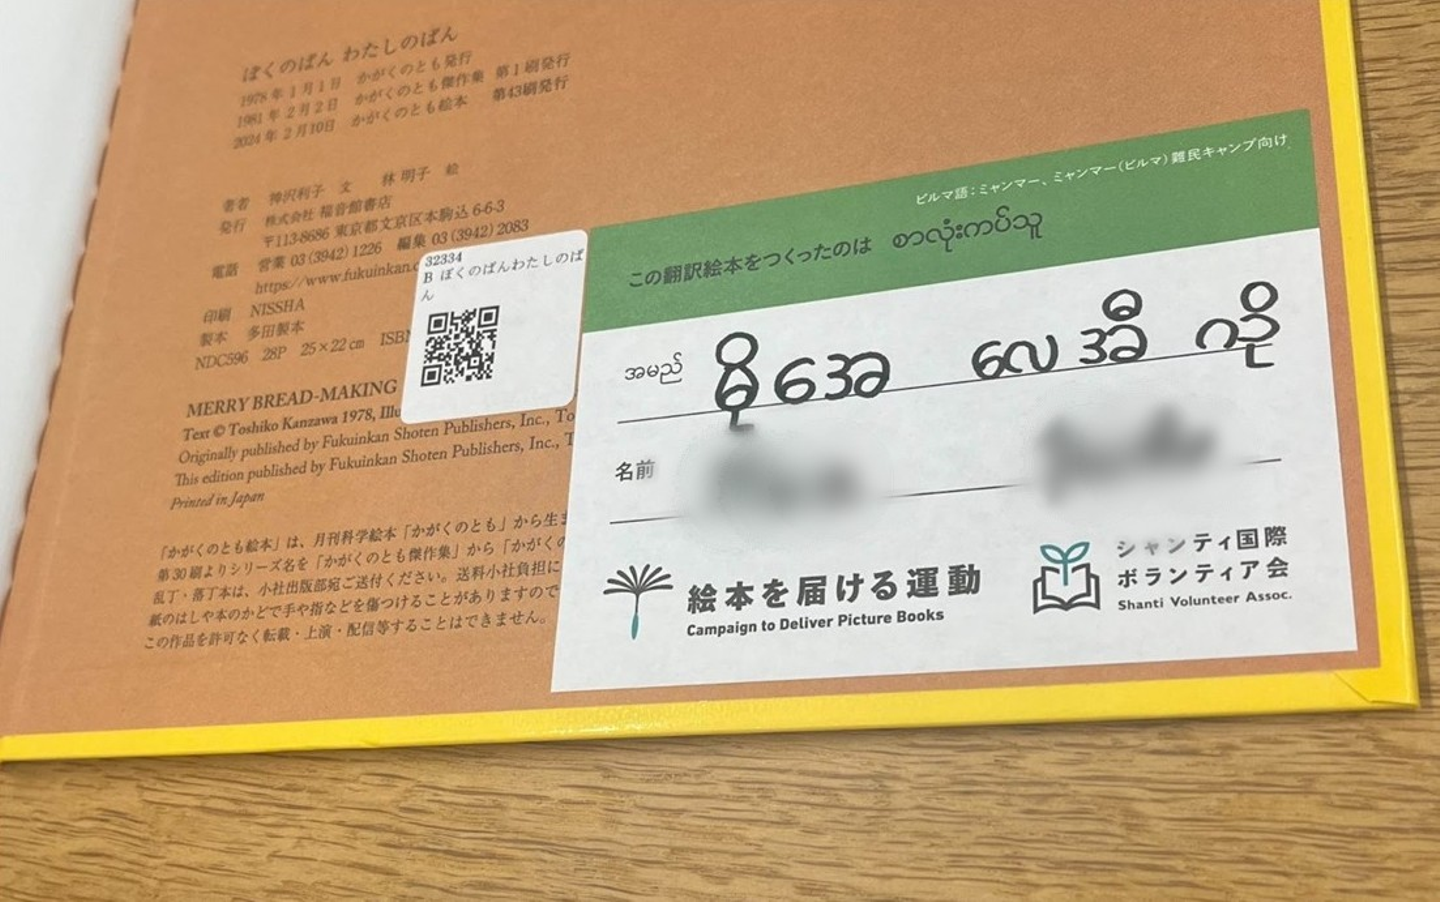 ぼくのぱん わたしのぱん
1978年1月1日 かがくのとも発行
1981年2月2日 かがくのとも傑作集 第1刷発行
2024年2月10日 かがくのとも絵本 第43刷発行
著者 神沢利子 文 林 明子 絵
発行 株式会社 福音館書店
〒113-8686 東京都文京区本駒込 6-6-3
電話 営業 03(3942)1226 編集 03(3942)2083
https://www.fukuinkan.c
印刷 NISSHA
製本 多田製本
NDC596 28P 25×22㎝ ISBN
MERRY BREAD-MAKING
Text © Toshiko Kanzawa 1978, Illu
Originally published by Fukuinkan Shoten Publishers, Inc., To
This edition published by Fukuinkan Shoten Publishers, Inc., T
Printed in Japan
「かがくのとも絵本」は、月刊科学絵本「かがくのとも」から生ま
第30刷よりシリーズ名を「かがくのとも傑作集」から「かがくの
乱丁・落丁本は、小社出版部宛ご送付ください。送料小社負担に
紙のはしや本のかどで手や指などを傷つけることがありますので
この作品を許可なく転載・上演・配信等することはできません。
32334
B ぼくのぱんわたしのぱ
ん
ビルマ語：ミャンマー、ミャンマー（ビルマ）難民キャンプ向け
この翻訳絵本をつくったのは စာလုံးကပ်သူ
အမည် မိုအေ လေအီ ကို
名前
絵本を届ける運動
Campaign to Deliver Picture Books
シャンティ国際
ボランティア会
Shanti Volunteer Assoc.